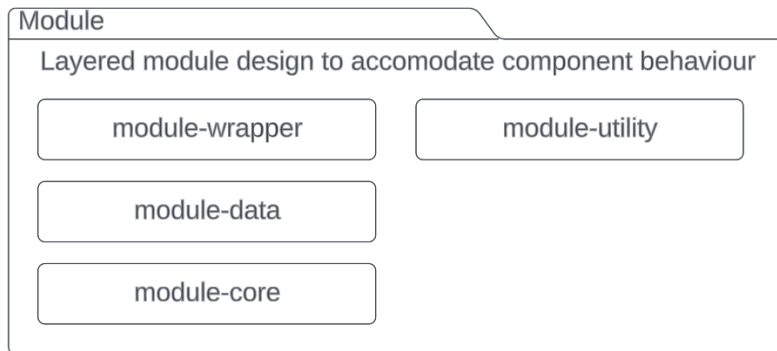 Module
Layered module design to accomodate component behaviour
module-wrapper
module-utility
module-data
module-core